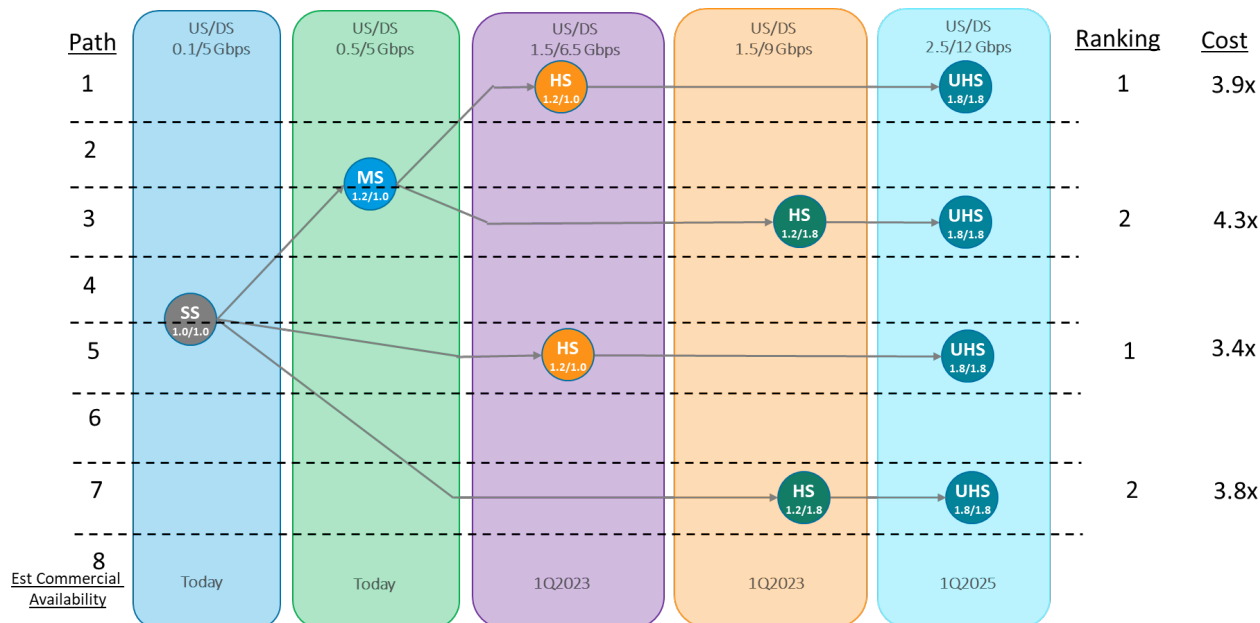 Path
US/DS
0.1/5 Gbps
US/DS
0.5/5 Gbps
US/DS
1.5/6.5 Gbps
US/DS
1.5/9 Gbps
US/DS
2.5/12 Gbps
Ranking
Cost
1
HS
1.2/1.0
UHS
1.8/1.8
1
3.9x
2
MS
1.2/1.0
3
HS
1.2/1.8
UHS
1.8/1.8
2
4.3x
4
SS
1.0/1.0
5
HS
1.2/1.0
UHS
1.8/1.8
1
3.4x
6
7
HS
1.2/1.8
UHS
1.8/1.8
2
3.8x
8
Est Commercial
Availability
Today
Today
1Q2023
1Q2023
1Q2025